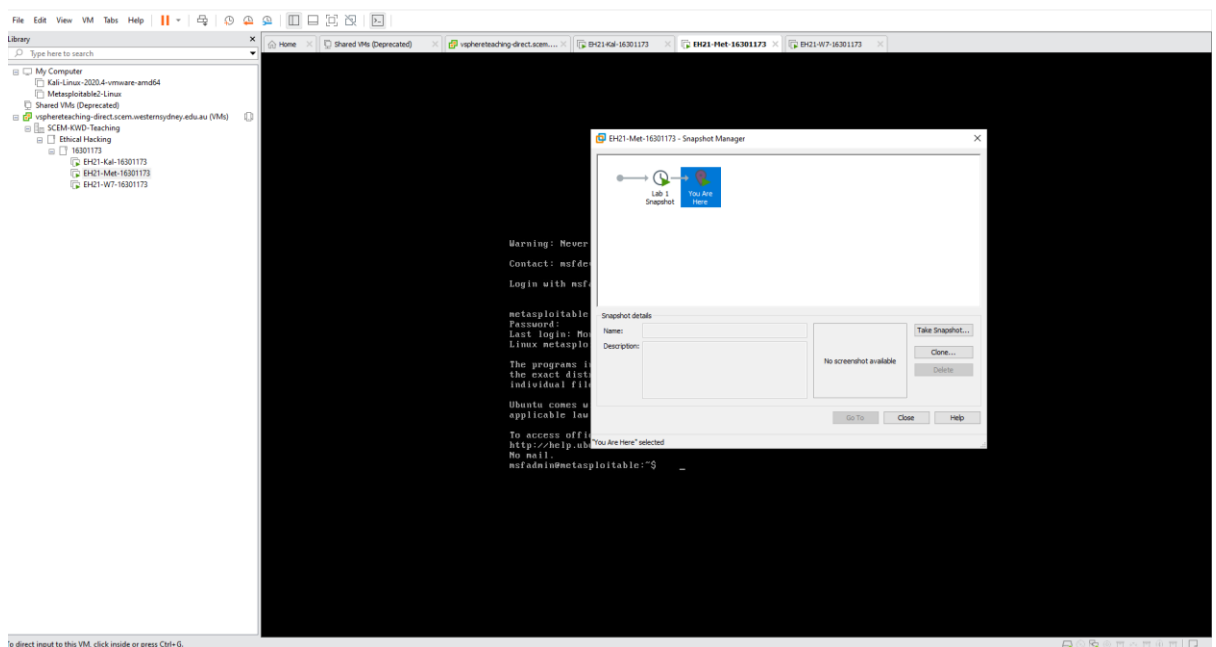 File Edit View VM Tabs Help
Library
Type here to search
My Computer
Kali-Linux-2020.4-vmware-amd64
Metasploitable2-Linux
Shared VMs (Deprecated)
vsphereteaching-direct.scem.westernsydney.edu.au (VMs)
SCEM-KWD-Teaching
Ethical Hacking
16301173
EH21-Kal-16301173
EH21-Met-16301173
EH21-W7-16301173
Home Shared VMs (Deprecated) vsphereteaching-direct.scem.... EH21-Kal-16301173 EH21-Met-16301173 EH21-W7-16301173
Warning: Never
Contact: msfde
Login with msf
metasploitable
Password:
Last login: Mo
Linux metasplo
The programs i
the exact dist
individual fil
Ubuntu comes w
applicable law
To access offi
http://help.ub
No mail.
msfadmin@metasploitable:~$ _
EH21-Met-16301173 - Snapshot Manager
Lab 1
Snapshot
You Are
Here
Snapshot details
Name:
Description:
No screenshot available
Take Snapshot...
Clone...
Delete
Go To Close Help
"You Are Here" selected
To direct input to this VM, click inside or press Ctrl+G.